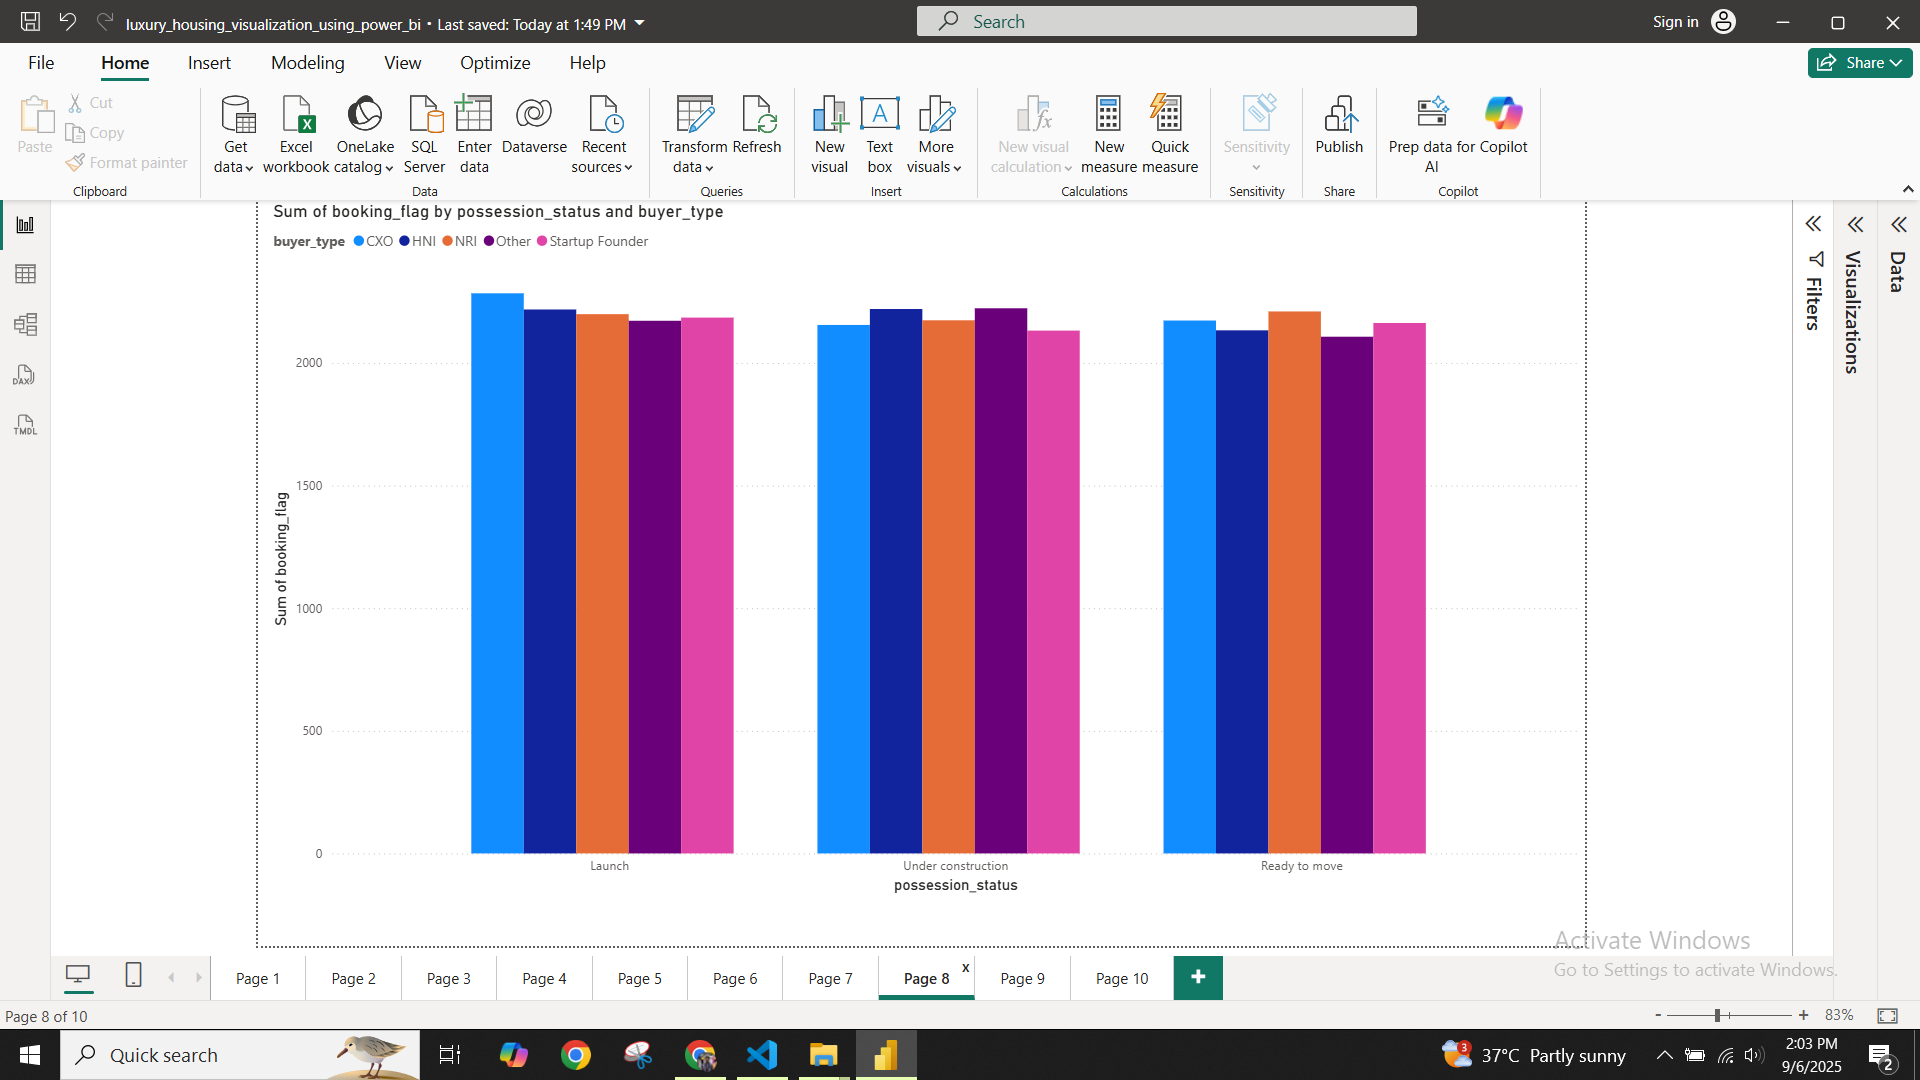 luxury_housing_visualization_using_power_bi • Last saved: Today at 1:49 PM
Search
Sign in
File Home Insert Modeling View Optimize Help
Share
Paste
Cut
Copy
Format painter
Clipboard
Get data
Excel workbook
OneLake catalog
SQL Server
Enter data
Dataverse
Recent sources
Data
Transform data
Refresh
Queries
New visual
Text box
More visuals
Insert
New visual calculation
New measure
Quick measure
Calculations
Sensitivity
Sensitivity
Publish
Share
Prep data for AI
Copilot
Copilot
DAX
TMDL
Sum of booking_flag by possession_status and buyer_type
buyer_type CXO HNI NRI Other Startup Founder
Sum of booking_flag
2000
1500
1000
500
0
Launch Under construction Ready to move
possession_status
Filters
Visualizations
Data
Activate Windows
Go to Settings to activate Windows.
Page 1 Page 2 Page 3 Page 4 Page 5 Page 6 Page 7 Page 8 x Page 9 Page 10 +
Page 8 of 10
- + 83%
Quick search
3
37°C Partly sunny
2:03 PM
9/6/2025
2